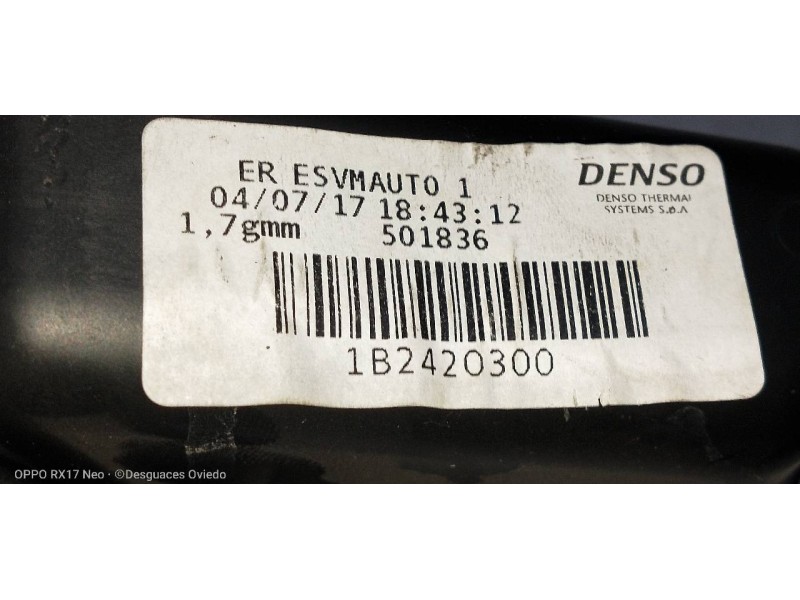 ER ESVMAUTO 1
04/07/17 18:43:12
1,7gmm 501836
DENSO
DENSO THERMAL
SYSTEMS S.p.A
1B2420300
OPPO RX17 Neo · ©Desguaces Oviedo